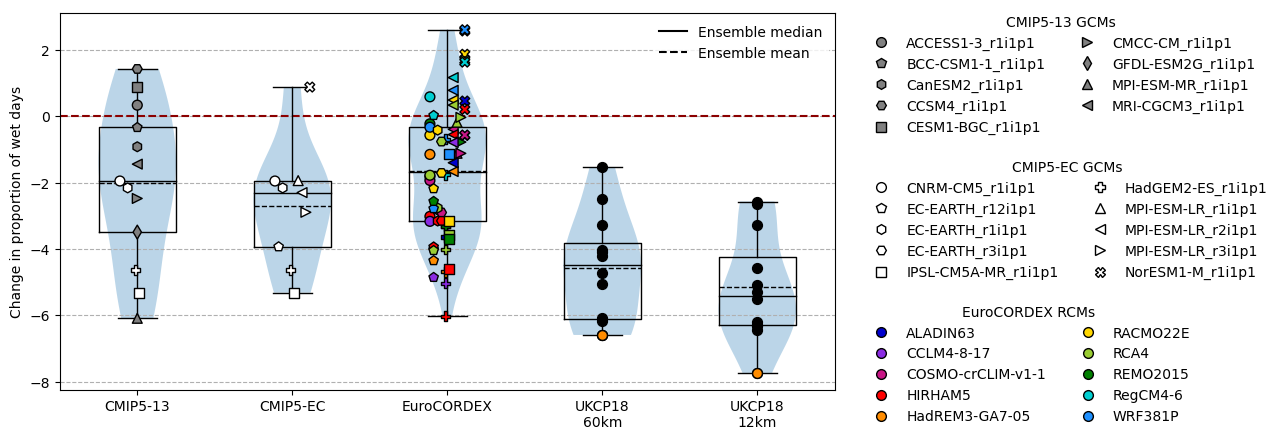 Change in proportion of wet days
2
0
−2
−4
−6
−8
CMIP5-13
CMIP5-EC
EuroCORDEX
UKCP18
60km
UKCP18
12km
Ensemble median
Ensemble mean
CMIP5-13 GCMs
ACCESS1-3_r1i1p1
BCC-CSM1-1_r1i1p1
CanESM2_r1i1p1
CCSM4_r1i1p1
CESM1-BGC_r1i1p1
CMCC-CM_r1i1p1
GFDL-ESM2G_r1i1p1
MPI-ESM-MR_r1i1p1
MRI-CGCM3_r1i1p1
CMIP5-EC GCMs
CNRM-CM5_r1i1p1
EC-EARTH_r12i1p1
EC-EARTH_r1i1p1
EC-EARTH_r3i1p1
IPSL-CM5A-MR_r1i1p1
HadGEM2-ES_r1i1p1
MPI-ESM-LR_r1i1p1
MPI-ESM-LR_r2i1p1
MPI-ESM-LR_r3i1p1
NorESM1-M_r1i1p1
EuroCORDEX RCMs
ALADIN63
CCLM4-8-17
COSMO-crCLIM-v1-1
HIRHAM5
HadREM3-GA7-05
RACMO22E
RCA4
REMO2015
RegCM4-6
WRF381P